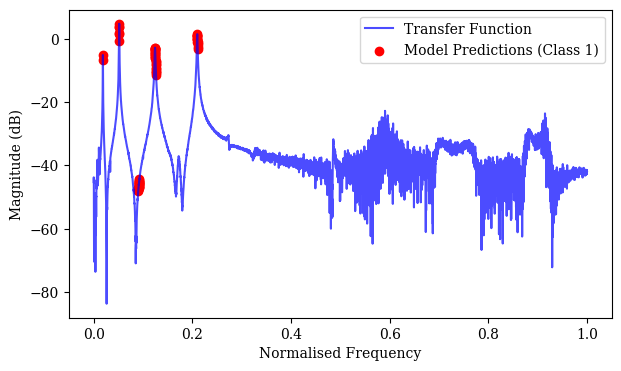 Transfer Function
Model Predictions (Class 1)
Magnitude (dB)
0
−20
−40
−60
−80
0.0 0.2 0.4 0.6 0.8 1.0
Normalised Frequency